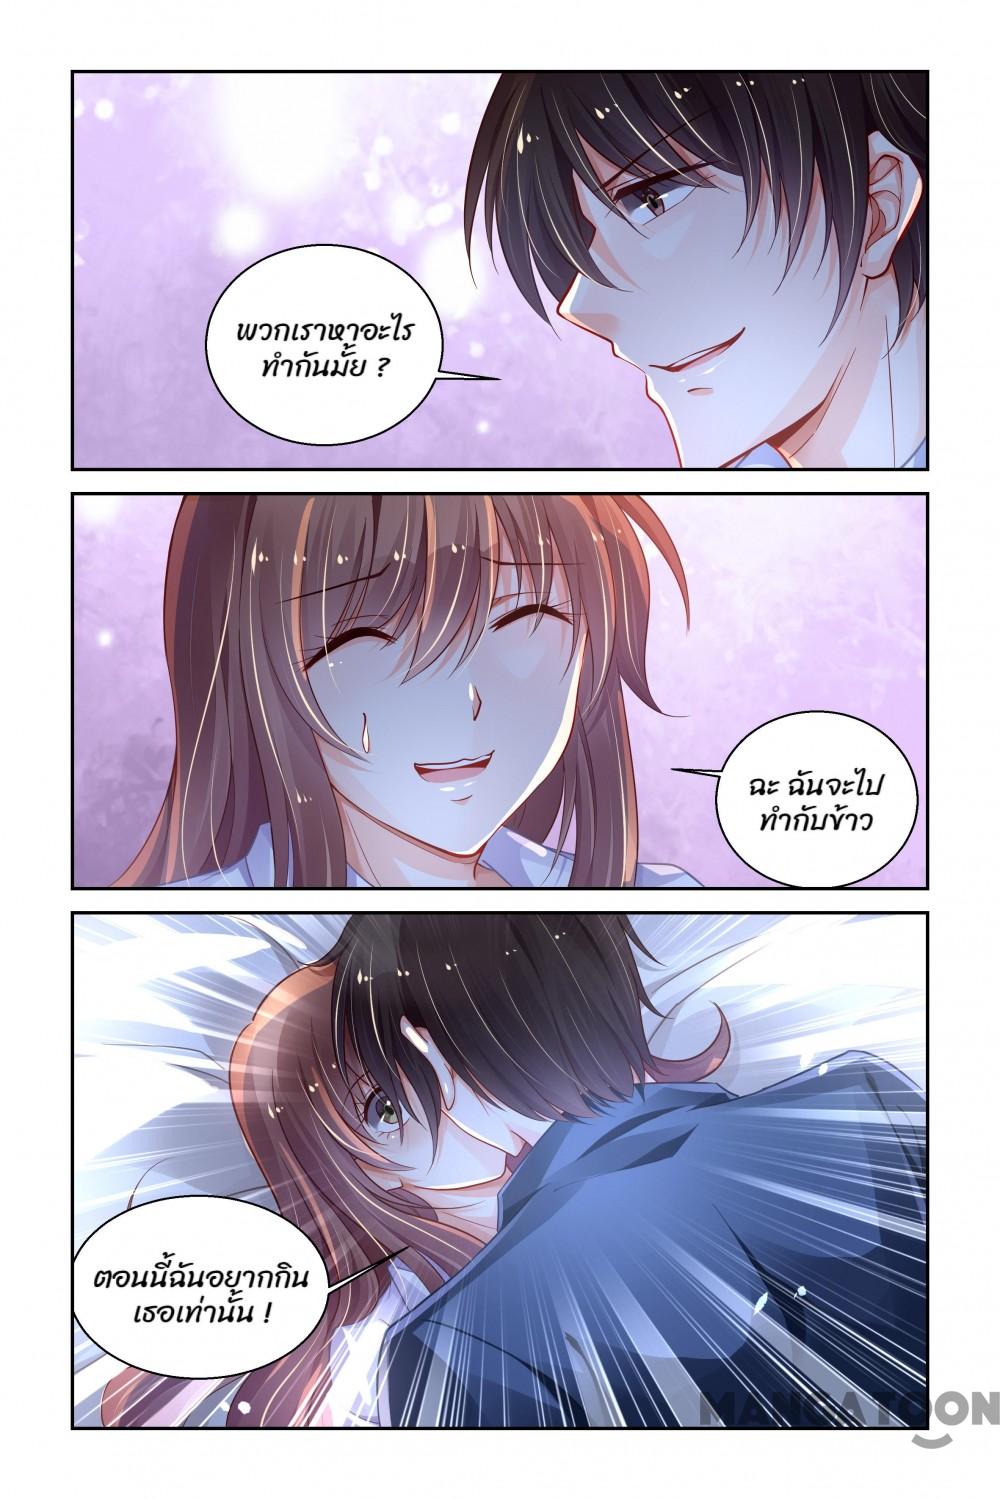 พวกเราหาอะไร
ทำกันมั้ย ?
ฉะ ฉันจะไป
ทำกับข้าว
ตอนนี้ฉันอยากกิน
เธอเท่านั้น !
MANGATOON